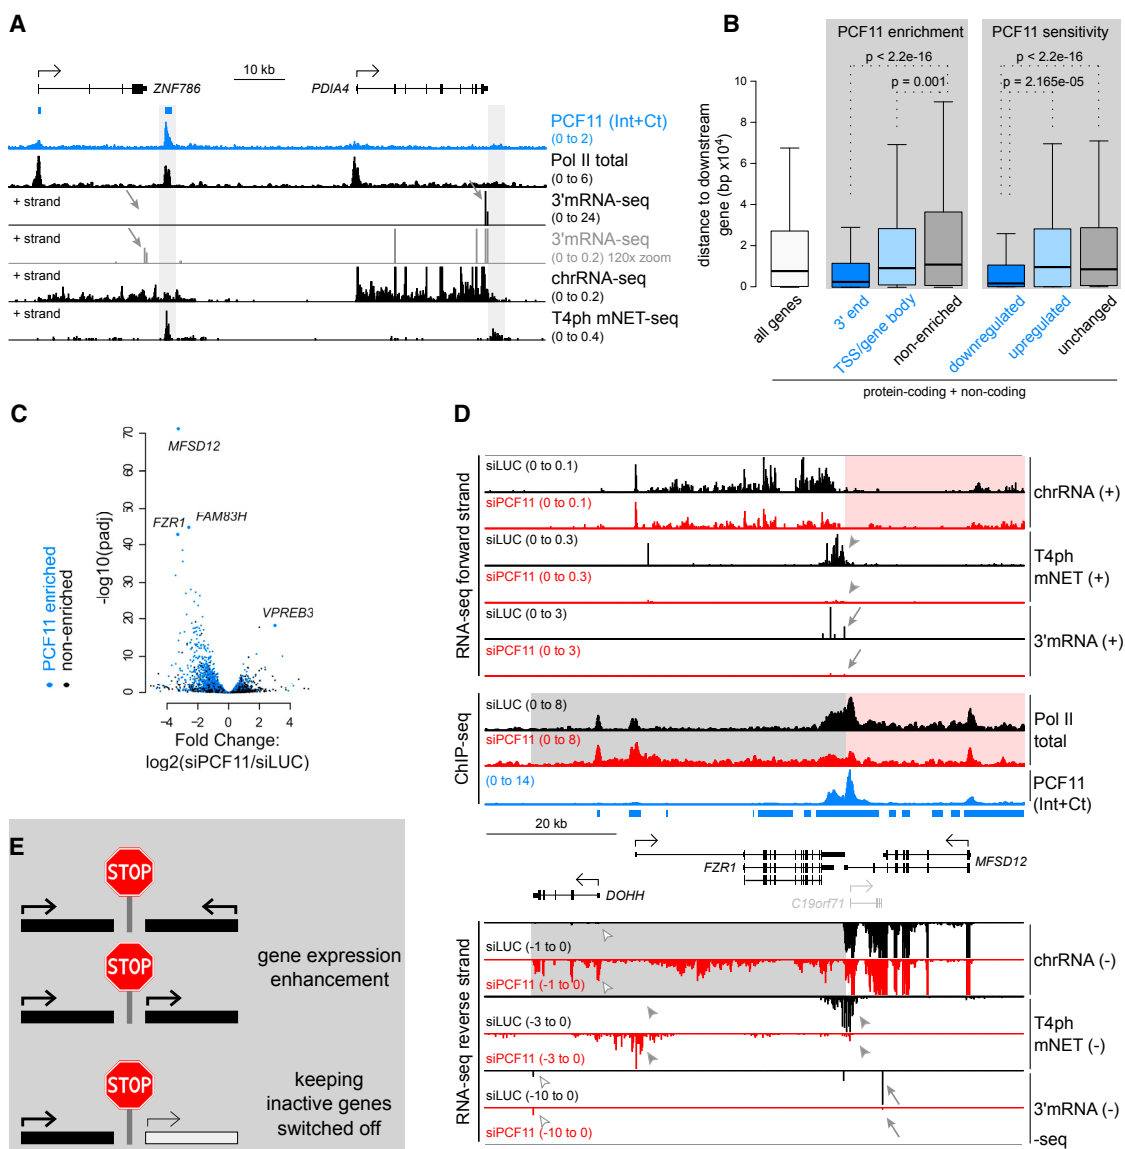 A
10 kb
ZNF786
PDIA4
PCF11 (Int+Ct)
(0 to 2)
Pol II total
(0 to 6)
+ strand
3'mRNA-seq
(0 to 24)
+ strand
3'mRNA-seq
(0 to 0.2) 120x zoom
+ strand
chrRNA-seq
(0 to 0.2)
+ strand
T4ph mNET-seq
(0 to 0.4)
B
PCF11 enrichment
PCF11 sensitivity
p < 2.2e-16
p < 2.2e-16
p = 0.001
p = 2.165e-05
distance to downstream
gene (bp x10⁴)
10
8
6
4
2
0
all genes
3' end
TSS/gene body
non-enriched
downregulated
upregulated
unchanged
protein-coding + non-coding
C
PCF11 enriched
non-enriched
-log10(padj)
70
60
50
40
30
20
10
0
MFSD12
FZR1
FAM83H
VPREB3
-4
-2
0
2
4
Fold Change:
log2(siPCF11/siLUC)
D
RNA-seq forward strand
siLUC (0 to 0.1)
siPCF11 (0 to 0.1)
chrRNA (+)
siLUC (0 to 0.3)
siPCF11 (0 to 0.3)
T4ph
mNET (+)
siLUC (0 to 3)
siPCF11 (0 to 3)
3'mRNA (+)
ChIP-seq
siLUC (0 to 8)
siPCF11 (0 to 8)
Pol II
total
(0 to 14)
PCF11
(Int+Ct)
20 kb
FZR1
MFSD12
DOHH
C19orf71
RNA-seq reverse strand
siLUC (-1 to 0)
siPCF11 (-1 to 0)
chrRNA (-)
siLUC (-3 to 0)
siPCF11 (-3 to 0)
T4ph
mNET (-)
siLUC (-10 to 0)
siPCF11 (-10 to 0)
3'mRNA (-)
-seq
E
STOP
STOP
gene expression
enhancement
STOP
keeping
inactive genes
switched off